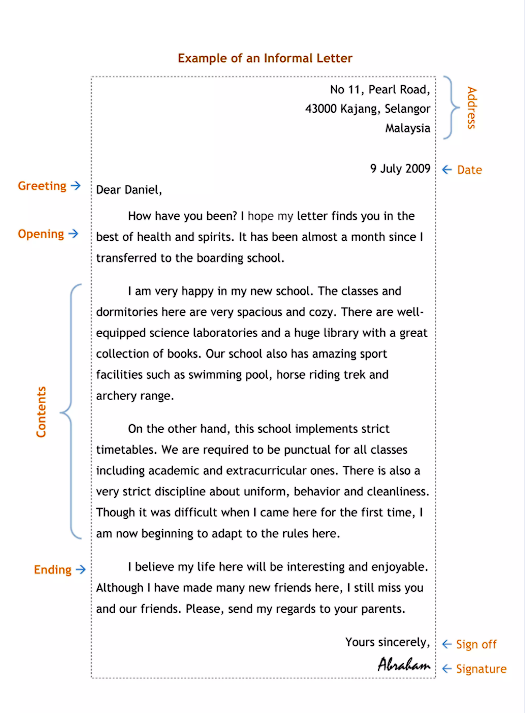 Example of an Informal Letter
No 11, Pearl Road,
43000 Kajang, Selangor
Malaysia
Address
9 July 2009
← Date
Greeting →
Dear Daniel,
How have you been? I hope my letter finds you in the
Opening →
best of health and spirits. It has been almost a month since I
transferred to the boarding school.
I am very happy in my new school. The classes and
dormitories here are very spacious and cozy. There are well-
equipped science laboratories and a huge library with a great
collection of books. Our school also has amazing sport
facilities such as swimming pool, horse riding trek and
archery range.
Contents
On the other hand, this school implements strict
timetables. We are required to be punctual for all classes
including academic and extracurricular ones. There is also a
very strict discipline about uniform, behavior and cleanliness.
Though it was difficult when I came here for the first time, I
am now beginning to adapt to the rules here.
Ending →
I believe my life here will be interesting and enjoyable.
Although I have made many new friends here, I still miss you
and our friends. Please, send my regards to your parents.
Yours sincerely,
← Sign off
Abraham
← Signature